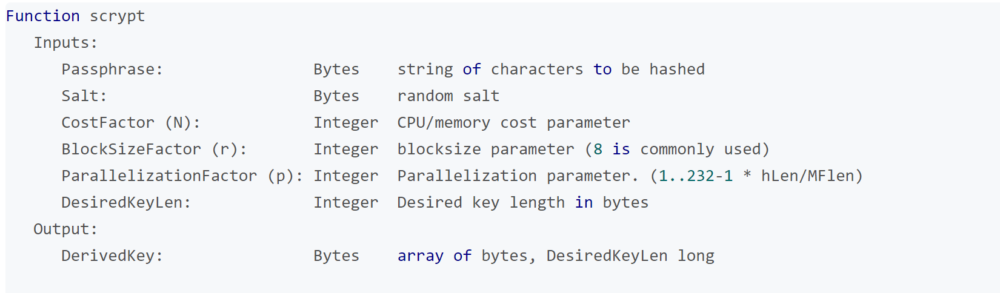 Function scrypt
Inputs:
Passphrase: Bytes string of characters to be hashed
Salt: Bytes random salt
CostFactor (N): Integer CPU/memory cost parameter
BlockSizeFactor (r): Integer blocksize parameter (8 is commonly used)
ParallelizationFactor (p): Integer Parallelization parameter. (1..232-1 * hLen/MFlen)
DesiredKeyLen: Integer Desired key length in bytes
Output:
DerivedKey: Bytes array of bytes, DesiredKeyLen long